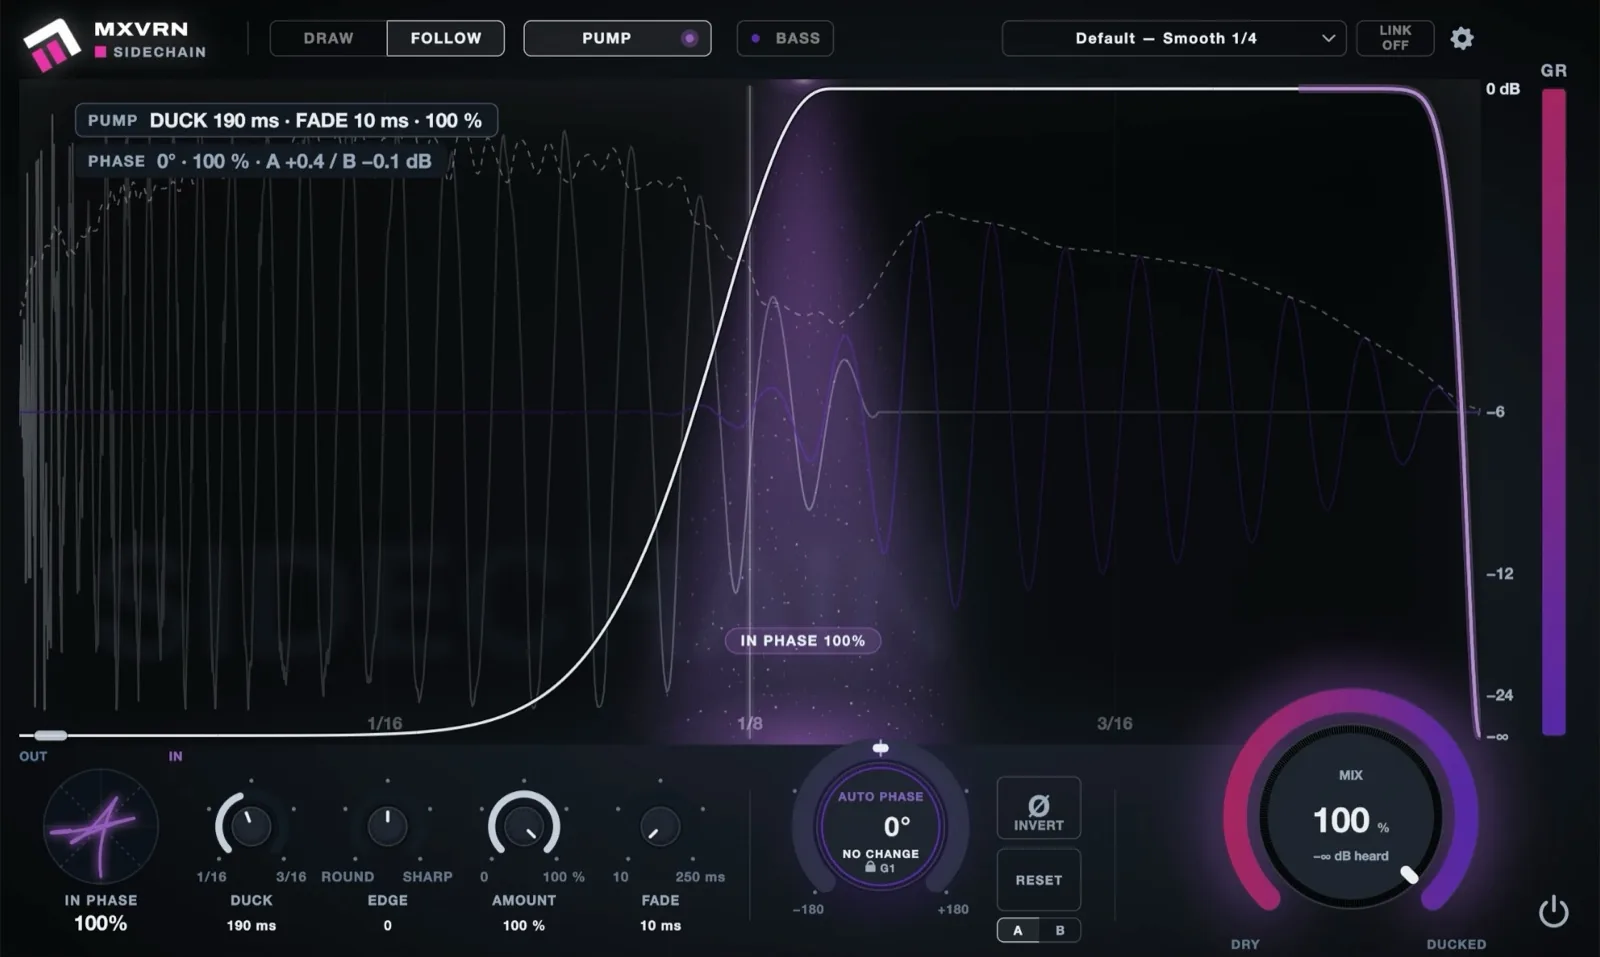 MXVRN
SIDECHAIN
DRAW
FOLLOW
PUMP
BASS
Default — Smooth 1/4
LINK
OFF
GR
PUMP DUCK 190 ms · FADE 10 ms · 100 %
PHASE 0° · 100 % · A +0.4 / B −0.1 dB
0 dB
−6
−12
−24
−∞
IN PHASE 100%
1/16
1/8
3/16
OUT
IN
IN PHASE
100%
1/16
3/16
DUCK
190 ms
ROUND
SHARP
EDGE
0
0
100 %
AMOUNT
100 %
10
250 ms
FADE
10 ms
AUTO PHASE
0°
NO CHANGE
G1
−180
+180
Ø
INVERT
RESET
A
B
MIX
100 %
−∞ dB heard
DRY
DUCKED